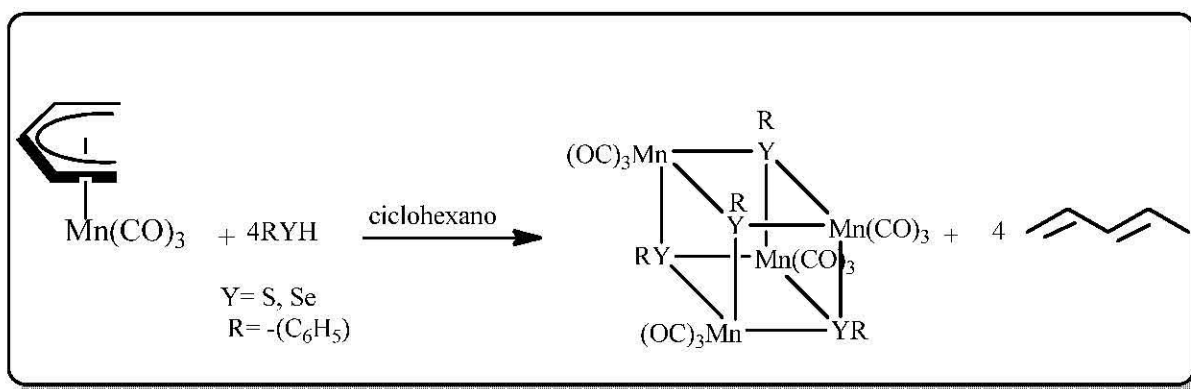 Mn(CO)₃ + 4RYH
ciclohexano
Y= S, Se
R= -(C₆H₅)
R
(OC)₃Mn
Y
R
Y
Mn(CO)₃ + 4
RY
Mn(CO)₃
(OC)₃Mn
YR